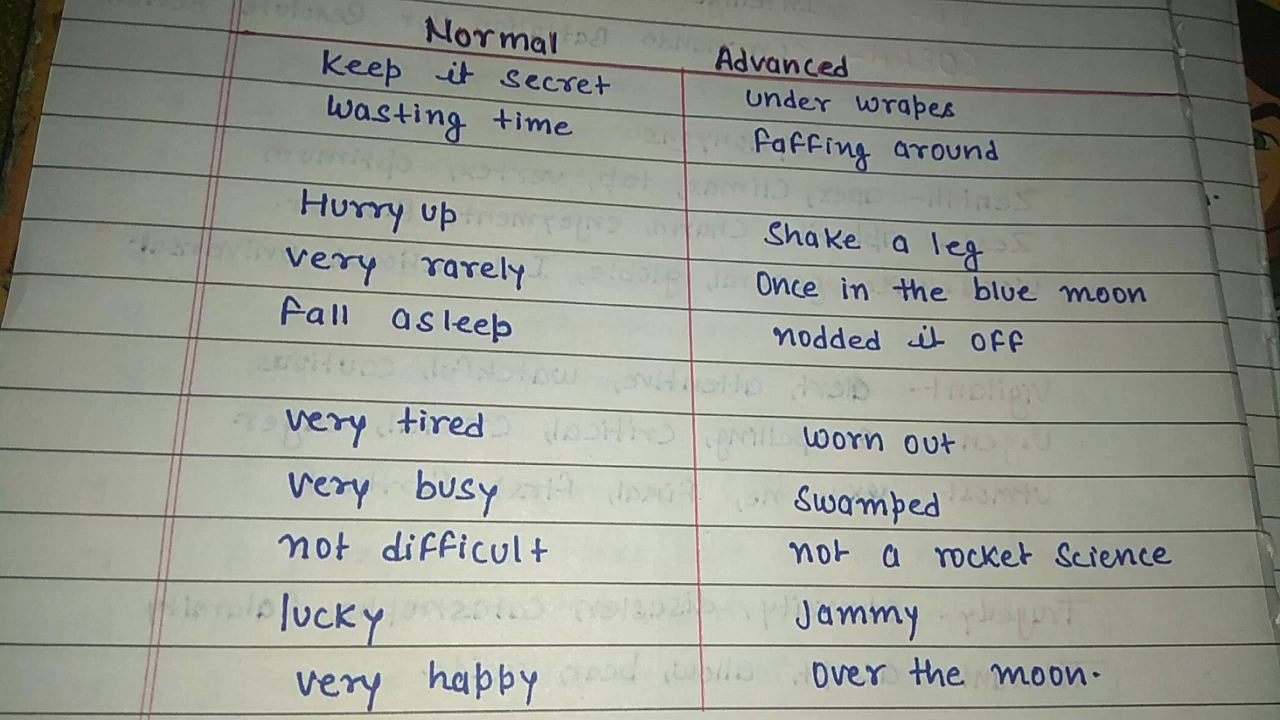 Normal Advanced
Keep it secret under wrapes
wasting time faffing around
Hurry up Shake a leg
very rarely Once in the blue moon
fall asleep nodded it off
very tired worn out
very busy Swamped
not difficult not a rocket Science
lucky Jammy
very happy over the moon.